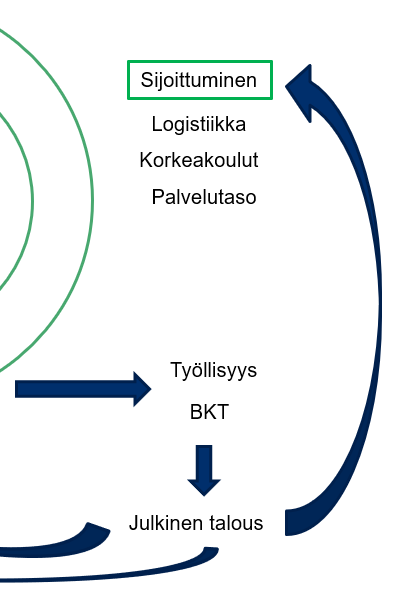 Sijoittuminen
Logistiikka
Korkeakoulut
Palvelutaso
Työllisyys
BKT
Julkinen talous